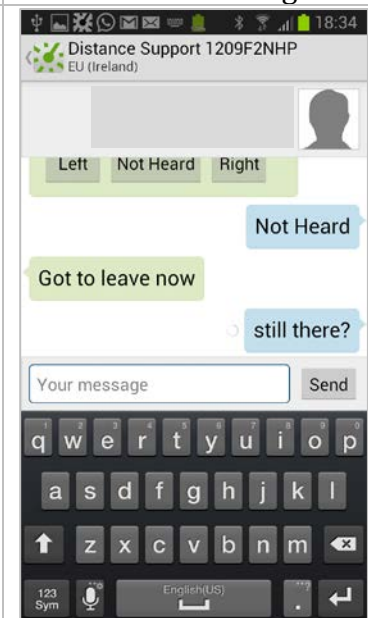 18:34
Distance Support 1209F2NHP
EU (Ireland)
Left Not Heard Right
Not Heard
Got to leave now
still there?
Your message Send
q w e r t y u i o p
a s d f g h j k l
z x c v b n m
123
Sym
English(US)
.